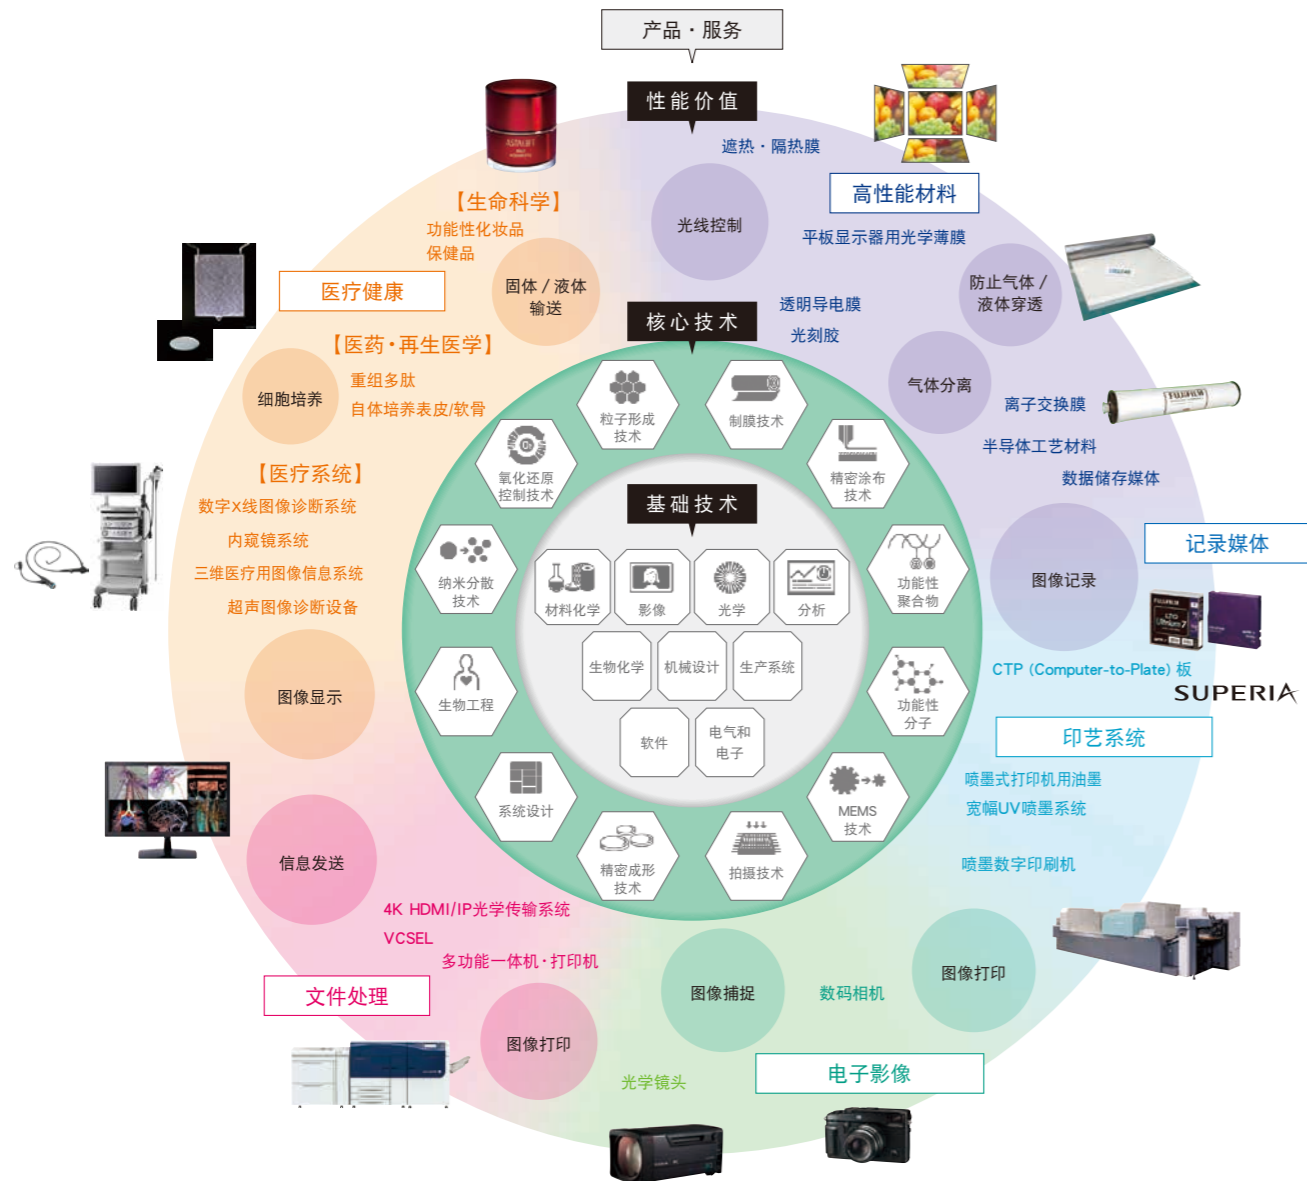 产品・服务
性能价值
遮热・隔热膜
高性能材料
光线控制
平板显示器用光学薄膜
防止气体 /
液体穿透
透明导电膜
光刻胶
气体分离
离子交换膜
半导体工艺材料
数据储存媒体
FUJIFILM
图像记录
记录媒体
FUJIFILM
LTO
Ultrium 7
CTP (Computer-to-Plate) 板
SUPERIA
印艺系统
喷墨式打印机用油墨
宽幅UV喷墨系统
喷墨数字印刷机
图像打印
数码相机
图像捕捉
电子影像
光学镜头
图像打印
文件处理
多功能一体机・打印机
VCSEL
4K HDMI/IP光学传输系统
信息发送
图像显示
ASTALIFT
【生命科学】
功能性化妆品
保健品
固体 / 液体
输送
医疗健康
【医药・再生医学】
重组多肽
自体培养表皮/软骨
细胞培养
【医疗系统】
数字X线图像诊断系统
内窥镜系统
三维医疗用图像信息系统
超声图像诊断设备
核心技术
粒子形成
技术
制膜技术
精密涂布
技术
功能性
聚合物
功能性
分子
MEMS
技术
拍摄技术
精密成形
技术
系统设计
生物工程
纳米分散
技术
氧化还原
控制技术
基础技术
材料化学
影像
光学
分析
生物化学
机械设计
生产系统
软件
电气和
电子